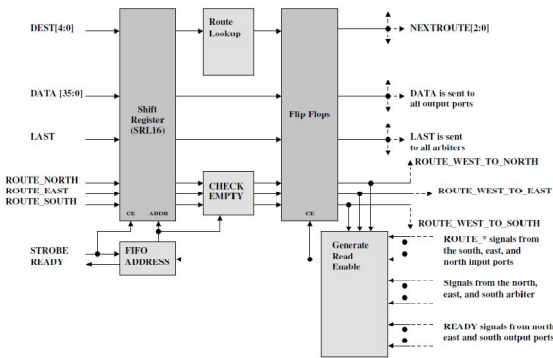 DEST[4:0]
Route
Lookup
NEXTROUTE[2:0]
DATA [35:0]
Shift
Register
(SRL16)
Flip Flops
DATA is sent to
all output ports
LAST
LAST is sent
to all arbiters
ROUTE_WEST_TO_NORTH
ROUTE_NORTH
ROUTE_EAST
ROUTE_SOUTH
CHECK
EMPTY
ROUTE_WEST_TO_EAST
CE ADDR
CE
ROUTE_WEST_TO_SOUTH
STROBE
READY
FIFO
ADDRESS
Generate
Read
Enable
ROUTE_* signals from
the south, east, and
north input ports
Signals from the north,
east, and south arbiter
READY signals from north
east and south output ports